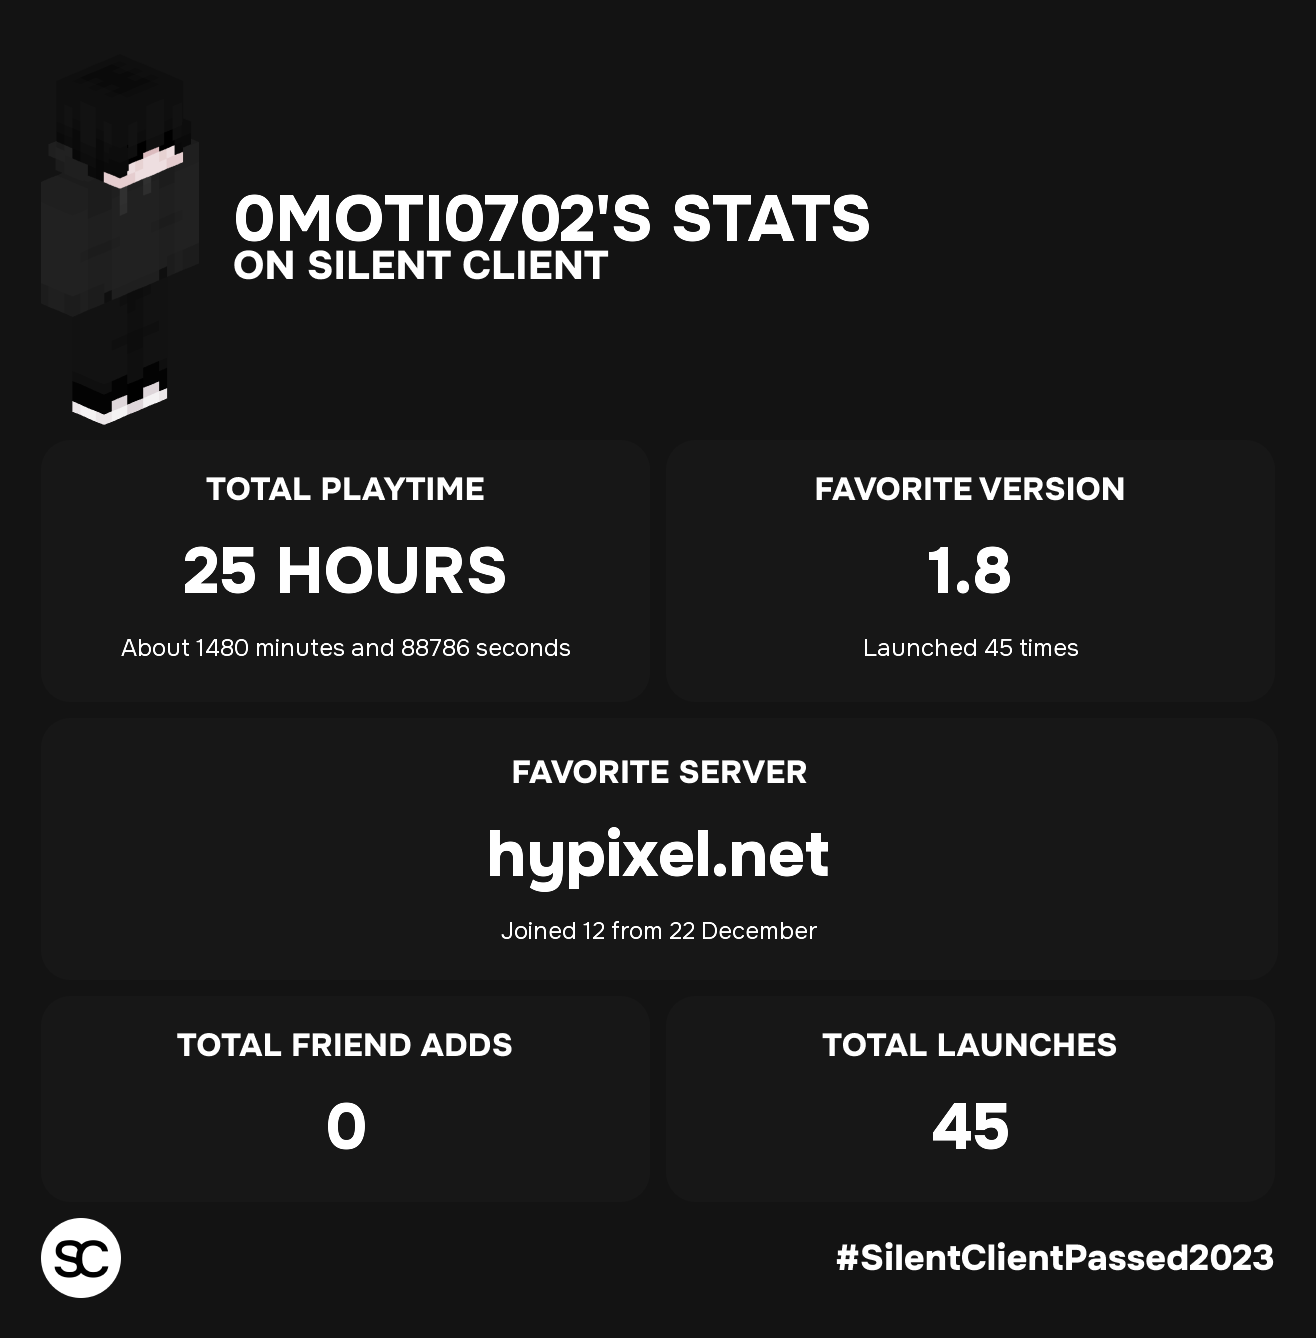 0MOTI0702'S STATS
ON SILENT CLIENT
TOTAL PLAYTIME
25 HOURS
About 1480 minutes and 88786 seconds
FAVORITE VERSION
1.8
Launched 45 times
FAVORITE SERVER
hypixel.net
Joined 12 from 22 December
TOTAL FRIEND ADDS
0
TOTAL LAUNCHES
45
SC
#SilentClientPassed2023